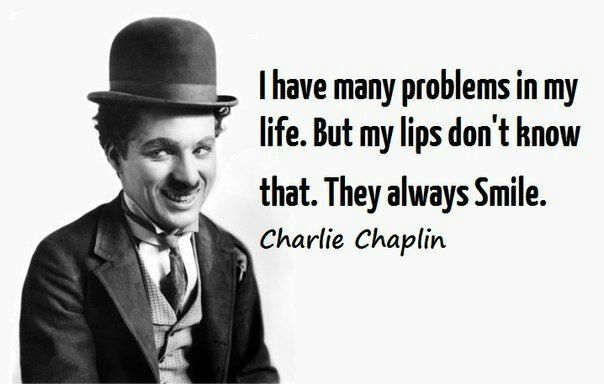 I have many problems in my
life. But my lips don't know
that. They always Smile.
Charlie Chaplin